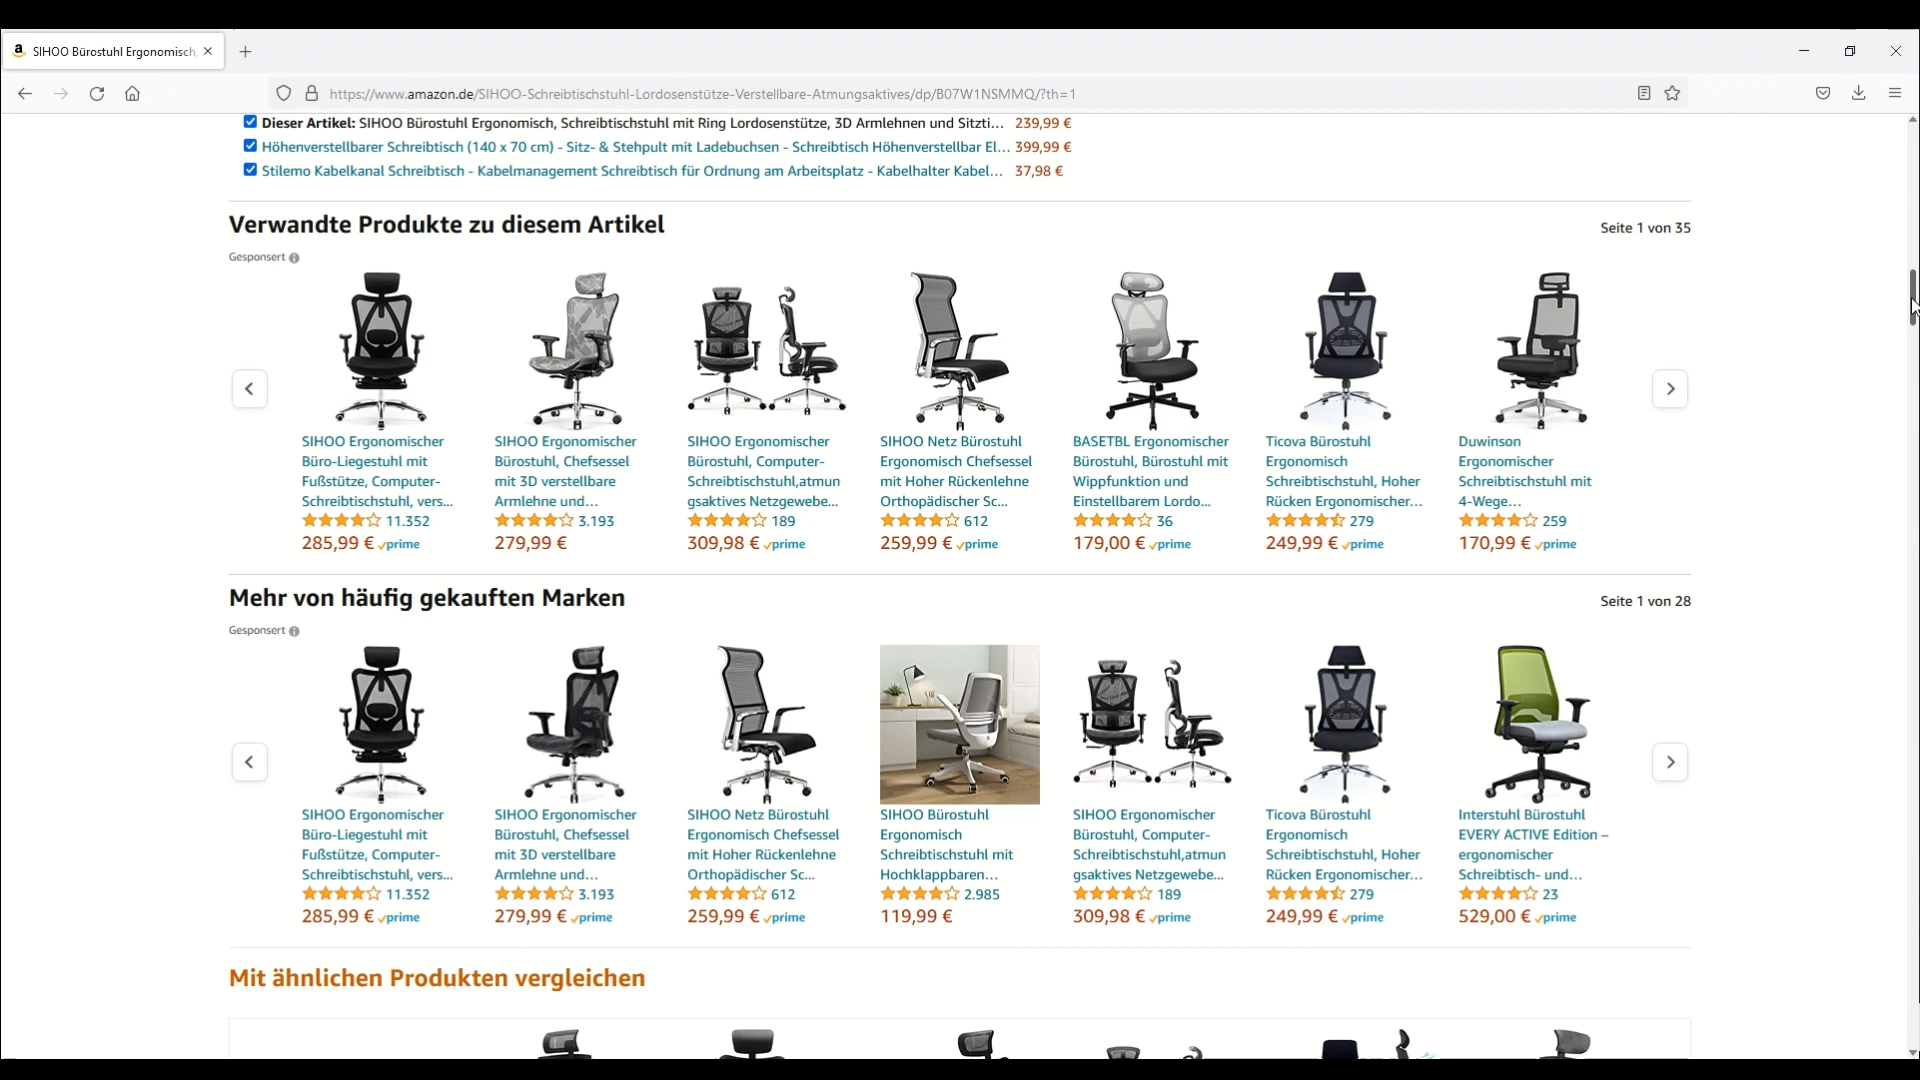 SIHOO Bürostuhl Ergonomisch,
https://www.amazon.de/SIHOO-Schreibtischstuhl-Lordosenstütze-Verstellbare-Atmungsaktives/dp/B07W1NSMMQ/?th=1
Dieser Artikel: SIHOO Bürostuhl Ergonomisch, Schreibtischstuhl mit Ring Lordosenstütze, 3D Armlehnen und Sitzti... 239,99 €
Höhenverstellbarer Schreibtisch (140 x 70 cm) - Sitz- & Stehpult mit Ladebuchsen - Schreibtisch Höhenverstellbar El... 399,99 €
Stilemo Kabelkanal Schreibtisch - Kabelmanagement Schreibtisch für Ordnung am Arbeitsplatz - Kabelhalter Kabel... 37,98 €
Verwandte Produkte zu diesem Artikel
Seite 1 von 35
Gesponsert
SIHOO Ergonomischer
Büro-Liegestuhl mit
Fußstütze, Computer-
Schreibtischstuhl, vers...
11.352
285,99 € prime
SIHOO Ergonomischer
Bürostuhl, Chefsessel
mit 3D verstellbare
Armlehne und...
3.193
279,99 €
SIHOO Ergonomischer
Bürostuhl, Computer-
Schreibtischstuhl,atmun
gsaktives Netzgewebe...
189
309,98 € prime
SIHOO Netz Bürostuhl
Ergonomisch Chefsessel
mit Hoher Rückenlehne
Orthopädischer Sc...
612
259,99 € prime
BASETBL Ergonomischer
Bürostuhl, Bürostuhl mit
Wippfunktion und
Einstellbarem Lordo...
36
179,00 € prime
Ticova Bürostuhl
Ergonomisch
Schreibtischstuhl, Hoher
Rücken Ergonomischer...
279
249,99 € prime
Duwinson
Ergonomischer
Schreibtischstuhl mit
4-Wege...
259
170,99 € prime
Mehr von häufig gekauften Marken
Seite 1 von 28
Gesponsert
SIHOO Ergonomischer
Büro-Liegestuhl mit
Fußstütze, Computer-
Schreibtischstuhl, vers...
11.352
285,99 € prime
SIHOO Ergonomischer
Bürostuhl, Chefsessel
mit 3D verstellbare
Armlehne und...
3.193
279,99 € prime
SIHOO Netz Bürostuhl
Ergonomisch Chefsessel
mit Hoher Rückenlehne
Orthopädischer Sc...
612
259,99 € prime
SIHOO Bürostuhl
Ergonomisch
Schreibtischstuhl mit
Hochklappbaren...
2.985
119,99 €
SIHOO Ergonomischer
Bürostuhl, Computer-
Schreibtischstuhl,atmun
gsaktives Netzgewebe...
189
309,98 € prime
Ticova Bürostuhl
Ergonomisch
Schreibtischstuhl, Hoher
Rücken Ergonomischer...
279
249,99 € prime
Interstuhl Bürostuhl
EVERY ACTIVE Edition –
ergonomischer
Schreibtisch- und...
23
529,00 € prime
Mit ähnlichen Produkten vergleichen